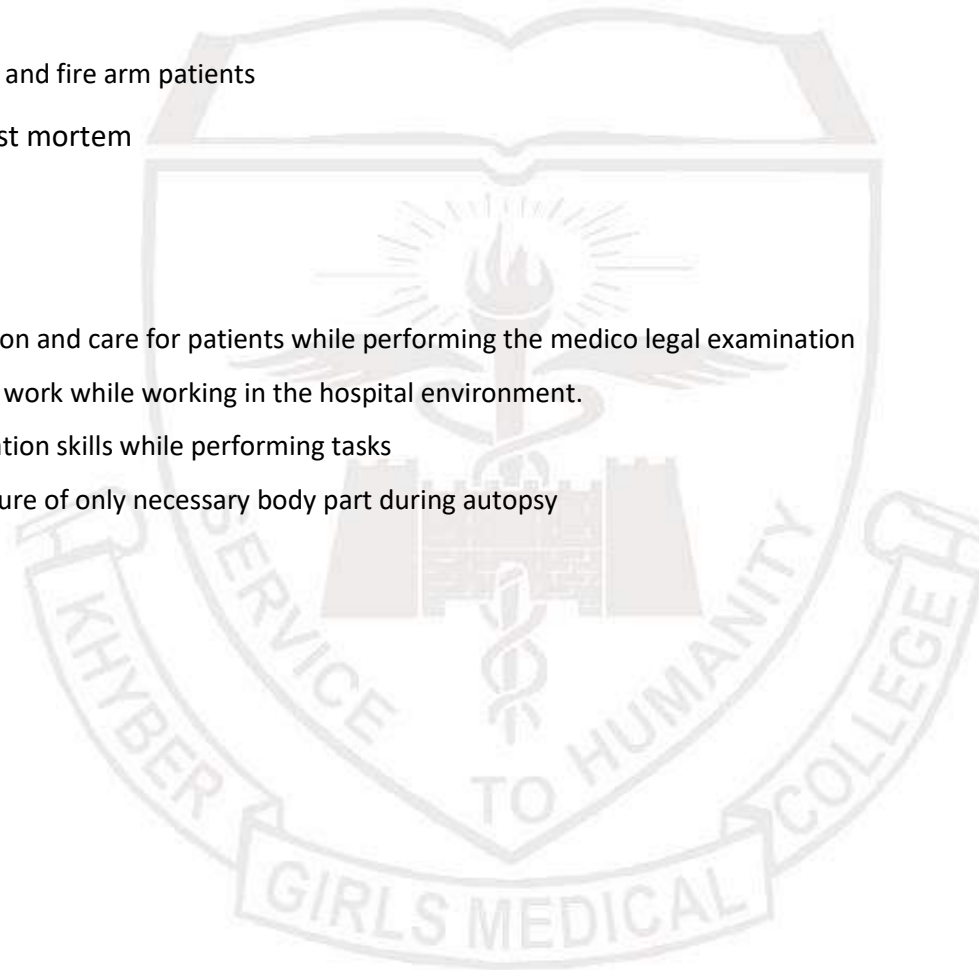 and fire arm patients
st mortem
on and care for patients while performing the medico legal examination
work while working in the hospital environment.
tion skills while performing tasks
ure of only necessary body part during autopsy
SERVICE TO HUMANITY
KHYBER GIRLS MEDICAL COLLEGE